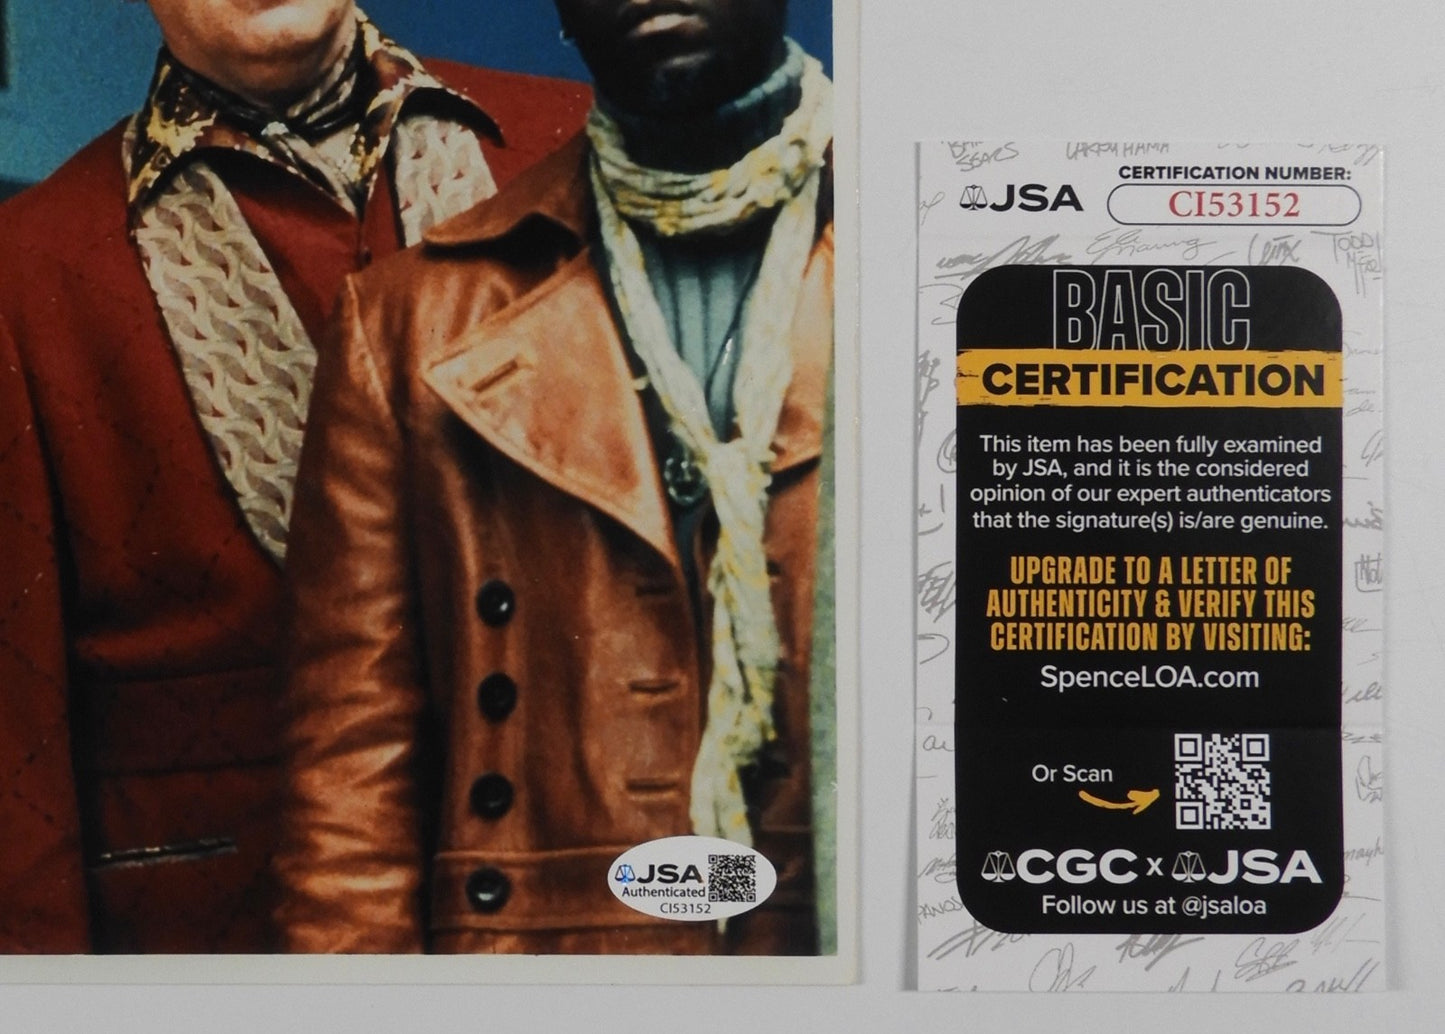 JSA
Authenticated
CI53152
JSA
CERTIFICATION NUMBER:
CI53152
BASIC
CERTIFICATION
This item has been fully examined
by JSA, and it is the considered
opinion of our expert authenticators
that the signature(s) is/are genuine.
UPGRADE TO A LETTER OF
AUTHENTICITY & VERIFY THIS
CERTIFICATION BY VISITING:
SpenceLOA.com
Or Scan
CGC x JSA
Follow us at @jsaloa